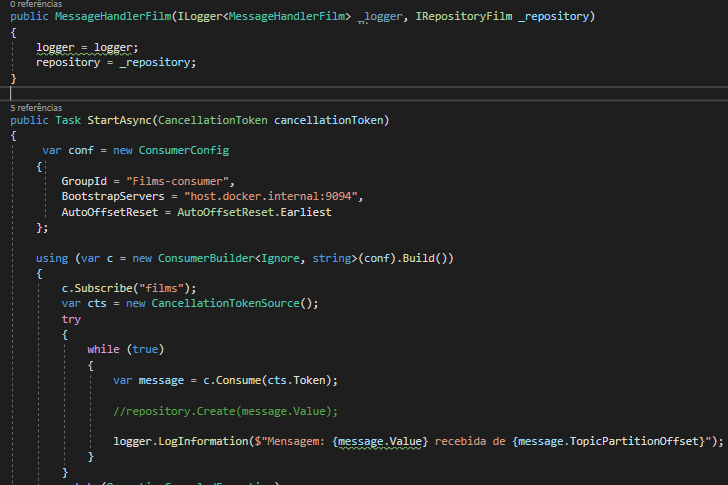 0 referências
public MessageHandlerFilm(ILogger<MessageHandlerFilm> _logger, IRepositoryFilm _repository)
{
logger = logger;
repository = _repository;
}
5 referências
public Task StartAsync(CancellationToken cancellationToken)
{
var conf = new ConsumerConfig
{
GroupId = "Films-consumer",
BootstrapServers = "host.docker.internal:9094",
AutoOffsetReset = AutoOffsetReset.Earliest
};
using (var c = new ConsumerBuilder<Ignore, string>(conf).Build())
{
c.Subscribe("films");
var cts = new CancellationTokenSource();
try
{
while (true)
{
var message = c.Consume(cts.Token);
//repository.Create(message.Value);
logger.LogInformation($"Mensagem: {message.Value} recebida de {message.TopicPartitionOffset}");
}
}